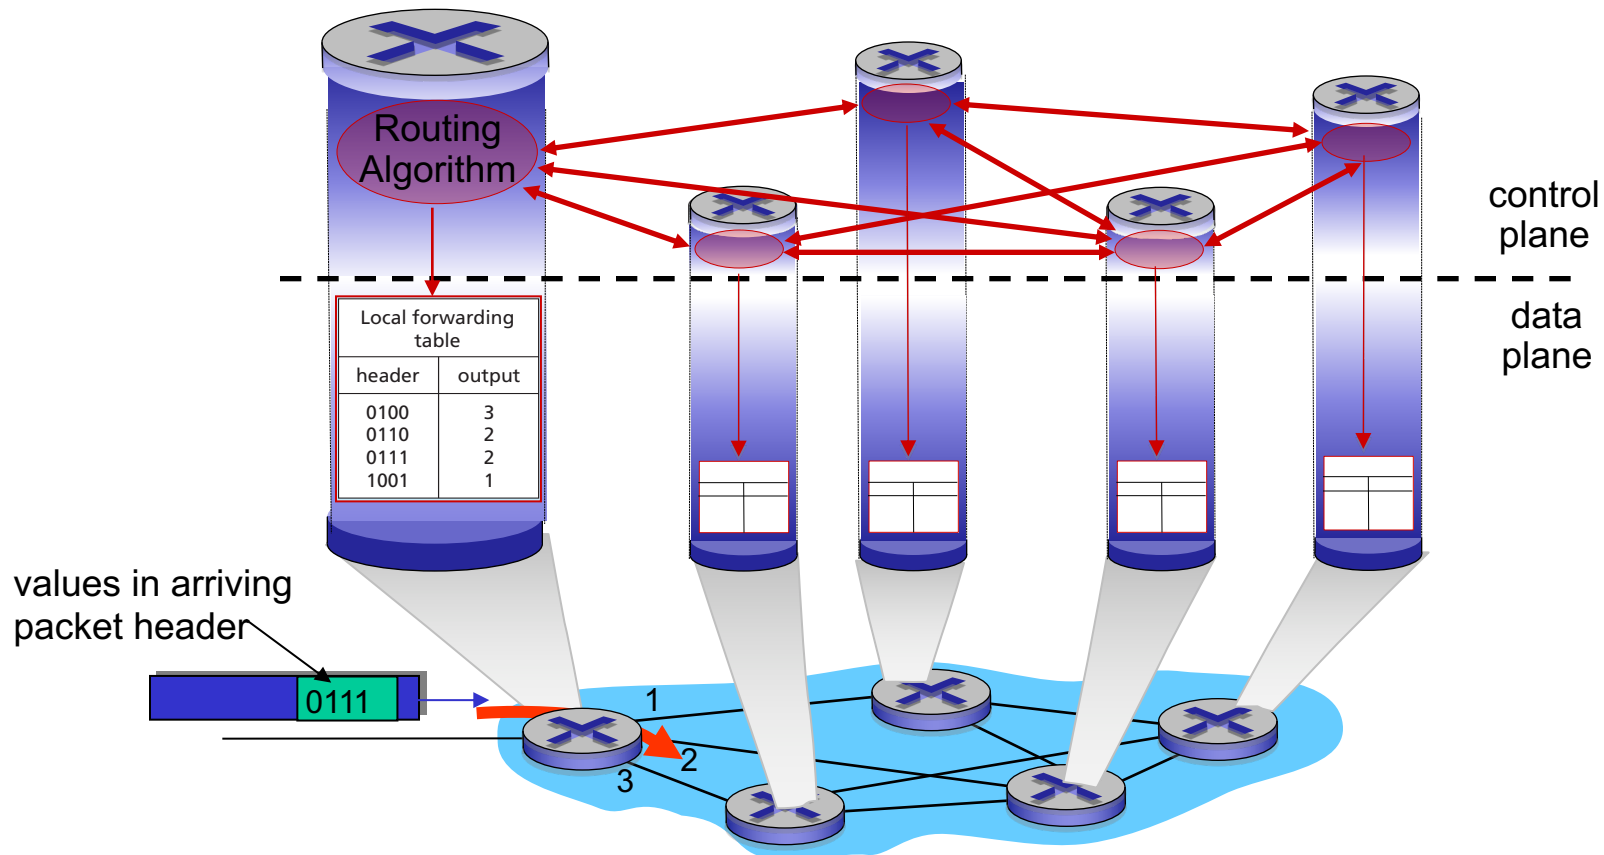 Routing
Algorithm
control
plane
data
plane
Local forwarding
table
header output
0100 3
0110 2
0111 2
1001 1
values in arriving
packet header
0111
1
2
3